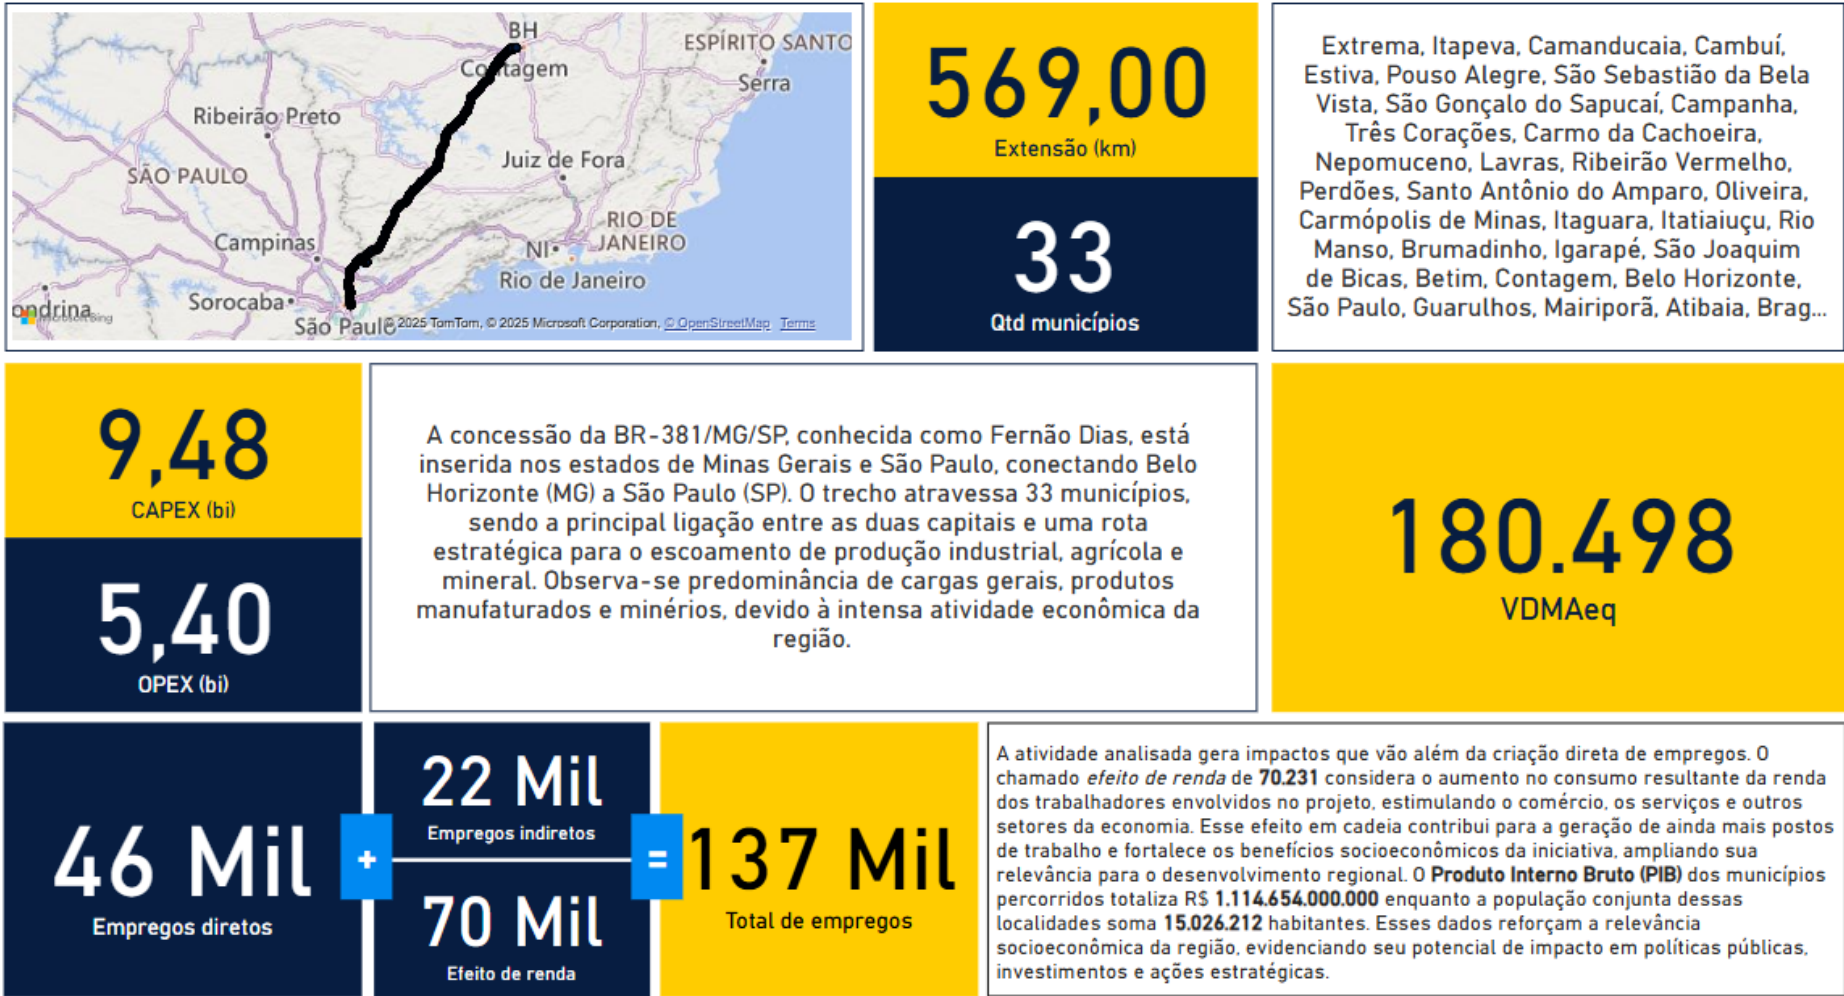 BH
ESPÍRITO SANTO
Contagem
Serra
Ribeirão Preto
Juiz de Fora
SÃO PAULO
RIO DE
JANEIRO
Campinas
NI
Rio de Janeiro
Sorocaba
ondrina
Microsoft Bing
São Paulo
© 2025 TomTom, © 2025 Microsoft Corporation, © OpenStreetMap Terms
569,00
Extensão (km)
33
Qtd municípios
Extrema, Itapeva, Camanducaia, Cambuí,
Estiva, Pouso Alegre, São Sebastião da Bela
Vista, São Gonçalo do Sapucaí, Campanha,
Três Corações, Carmo da Cachoeira,
Nepomuceno, Lavras, Ribeirão Vermelho,
Perdões, Santo Antônio do Amparo, Oliveira,
Carmópolis de Minas, Itaguara, Itatiaiuçu, Rio
Manso, Brumadinho, Igarapé, São Joaquim
de Bicas, Betim, Contagem, Belo Horizonte,
São Paulo, Guarulhos, Mairiporã, Atibaia, Brag...
9,48
CAPEX (bi)
5,40
OPEX (bi)
A concessão da BR-381/MG/SP, conhecida como Fernão Dias, está
inserida nos estados de Minas Gerais e São Paulo, conectando Belo
Horizonte (MG) a São Paulo (SP). O trecho atravessa 33 municípios,
sendo a principal ligação entre as duas capitais e uma rota
estratégica para o escoamento de produção industrial, agrícola e
mineral. Observa-se predominância de cargas gerais, produtos
manufaturados e minérios, devido à intensa atividade econômica da
região.
180.498
VDMAeq
46 Mil
Empregos diretos
+
22 Mil
Empregos indiretos
70 Mil
Efeito de renda
=
137 Mil
Total de empregos
A atividade analisada gera impactos que vão além da criação direta de empregos. O
chamado efeito de renda de 70.231 considera o aumento no consumo resultante da renda
dos trabalhadores envolvidos no projeto, estimulando o comércio, os serviços e outros
setores da economia. Esse efeito em cadeia contribui para a geração de ainda mais postos
de trabalho e fortalece os benefícios socioeconômicos da iniciativa, ampliando sua
relevância para o desenvolvimento regional. O Produto Interno Bruto (PIB) dos municípios
percorridos totaliza R$ 1.114.654.000.000 enquanto a população conjunta dessas
localidades soma 15.026.212 habitantes. Esses dados reforçam a relevância
socioeconômica da região, evidenciando seu potencial de impacto em políticas públicas,
investimentos e ações estratégicas.